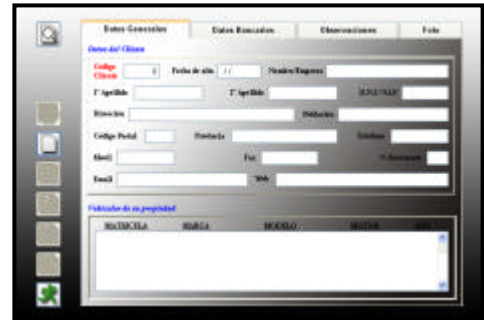 Datos Generales Datos Bancarios Observaciones Foto
Datos del Cliente
Código Cliente 0 Fecha de alta / / Nombre/Empresa
1º Apellido 2º Apellido D.N.I / N.I.F
Dirección Población
Código Postal Provincia Teléfono
Movil Fax % Descuento
Email Web
Vehículos de su propiedad
MATRICULA MARCA MODELO MOTOR